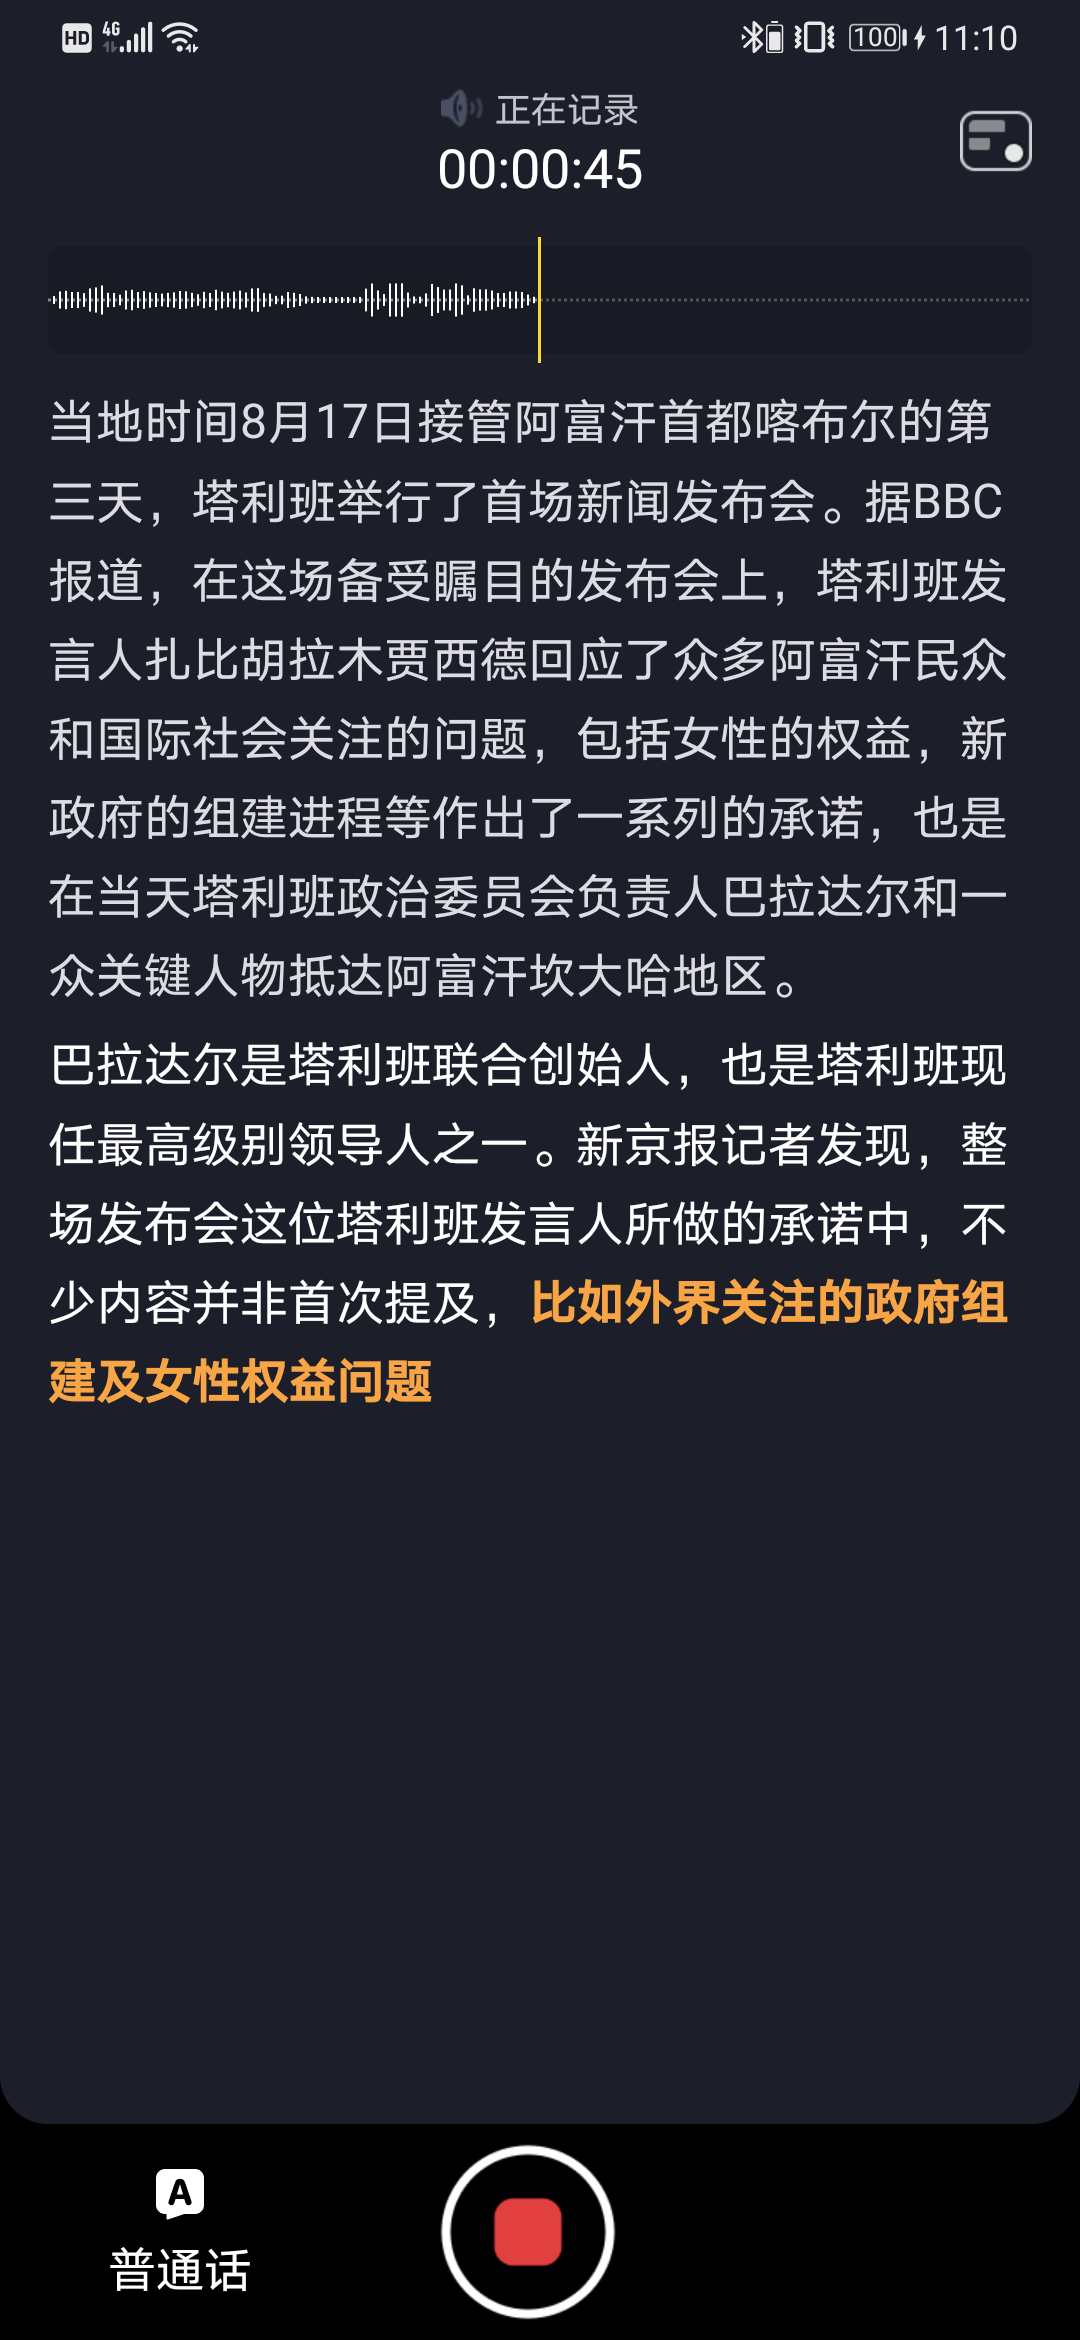 HD 4G 100 11:10
正在记录
00:00:45
当地时间8月17日接管阿富汗首都喀布尔的第
三天，塔利班举行了首场新闻发布会。据BBC
报道，在这场备受瞩目的发布会上，塔利班发
言人扎比胡拉木贾西德回应了众多阿富汗民众
和国际社会关注的问题，包括女性的权益，新
政府的组建进程等作出了一系列的承诺，也是
在当天塔利班政治委员会负责人巴拉达尔和一
众关键人物抵达阿富汗坎大哈地区。
巴拉达尔是塔利班联合创始人，也是塔利班现
任最高级别领导人之一。新京报记者发现，整
场发布会这位塔利班发言人所做的承诺中，不
少内容并非首次提及，比如外界关注的政府组
建及女性权益问题
A
普通话